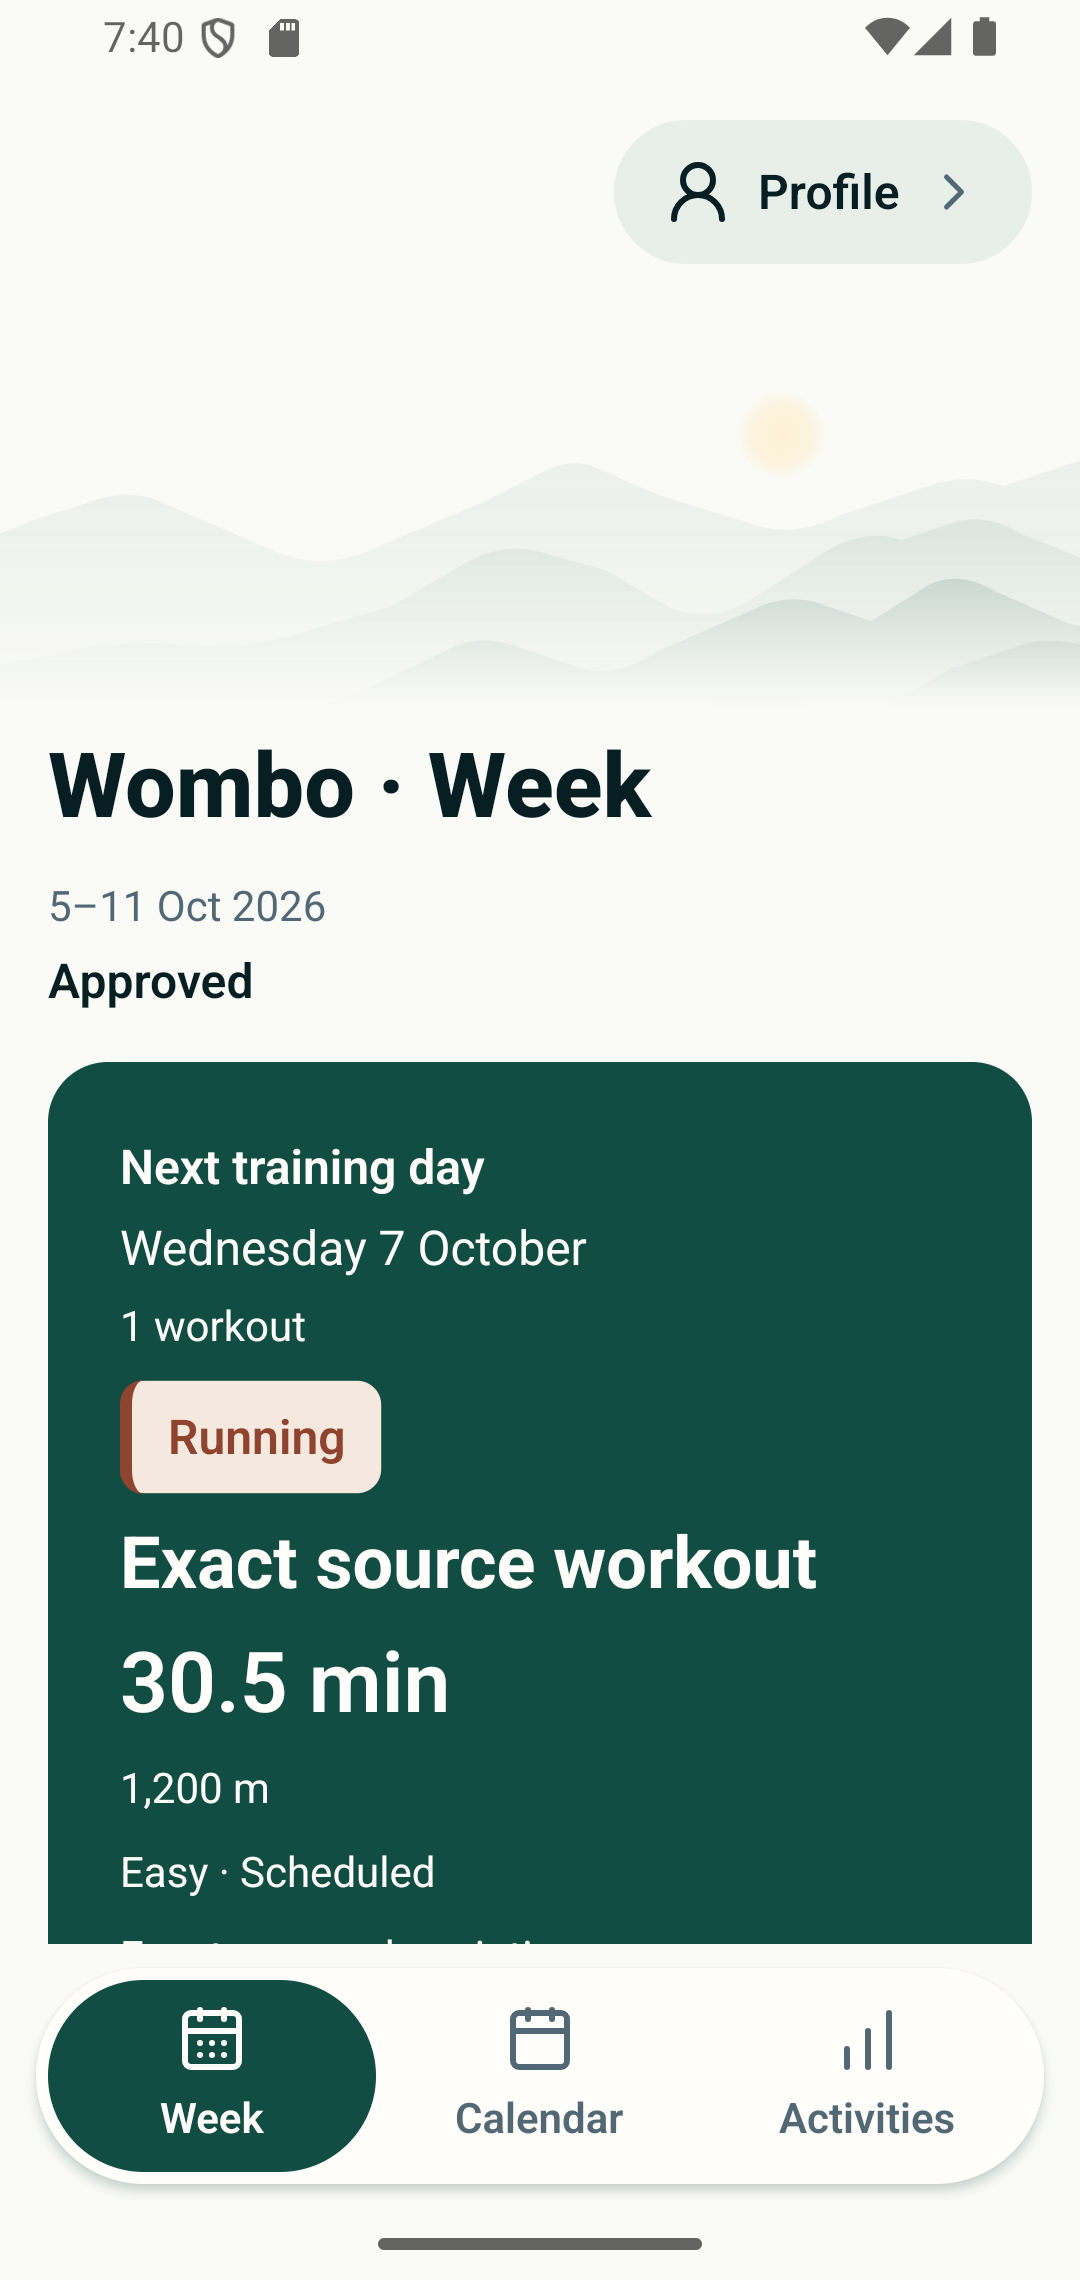 7:40
Profile
Wombo · Week
5–11 Oct 2026
Approved
Next training day
Wednesday 7 October
1 workout
Running
Exact source workout
30.5 min
1,200 m
Easy · Scheduled
Week
Calendar
Activities